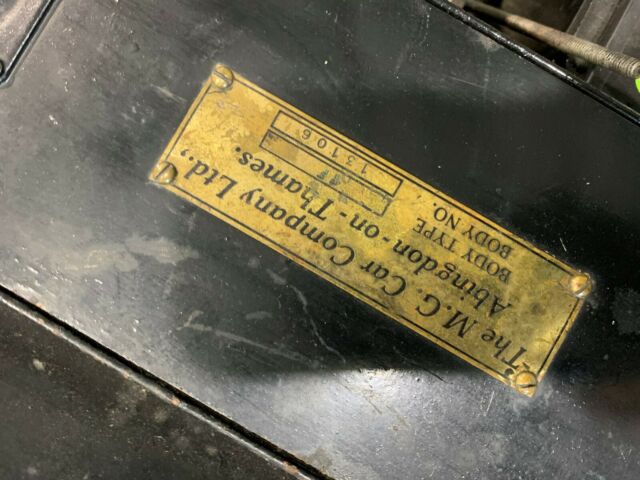 The M.G. Car Company Ltd.,
Abingdon-on-Thames.
BODY TYPE
BODY NO. 13106